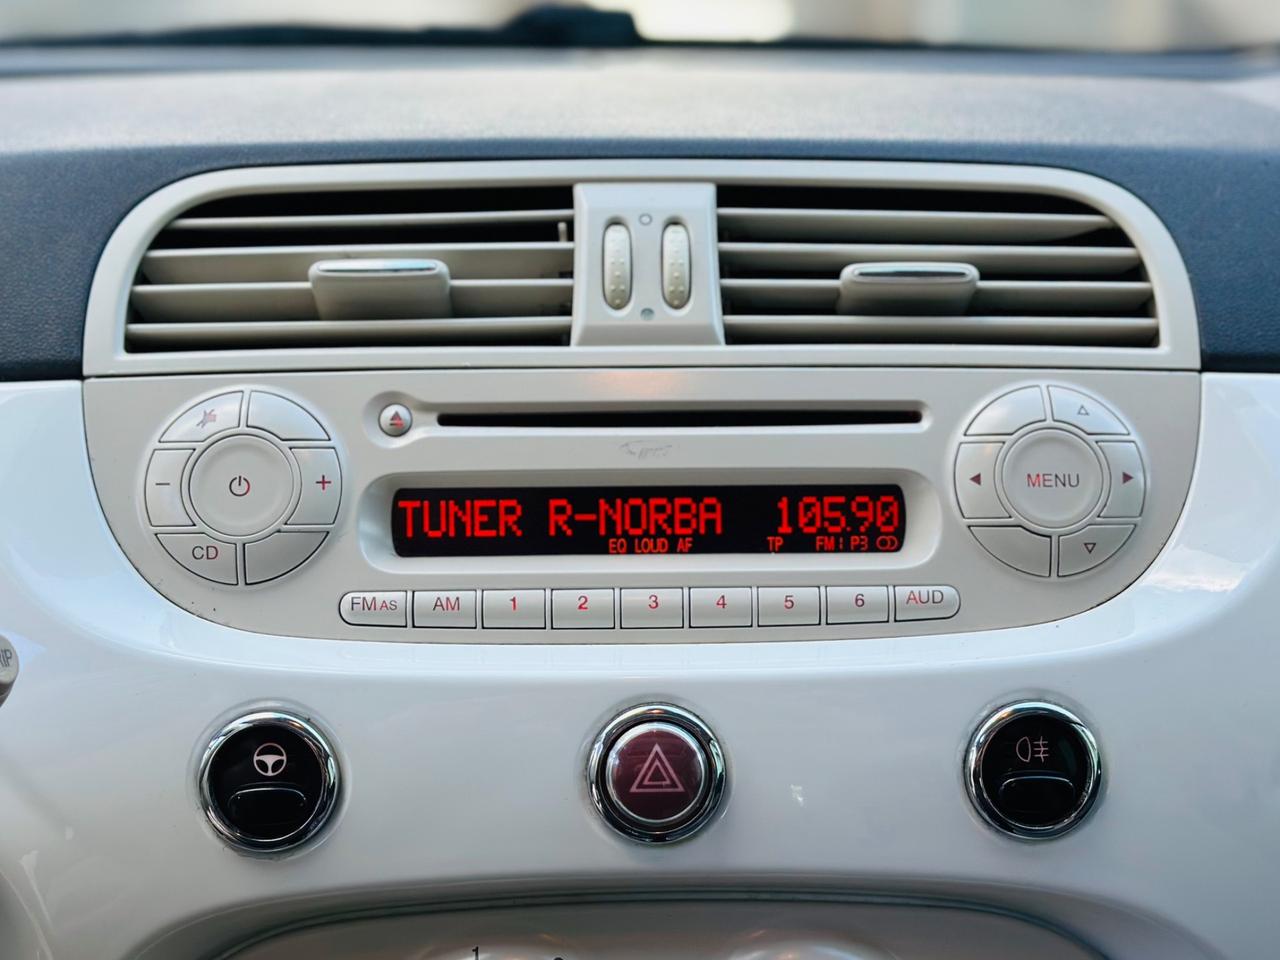 TUNER R-NORBA 105.90
EQ LOUD AF TP FM1 P3
CD
MENU
FM AS AM 1 2 3 4 5 6 AUD
1